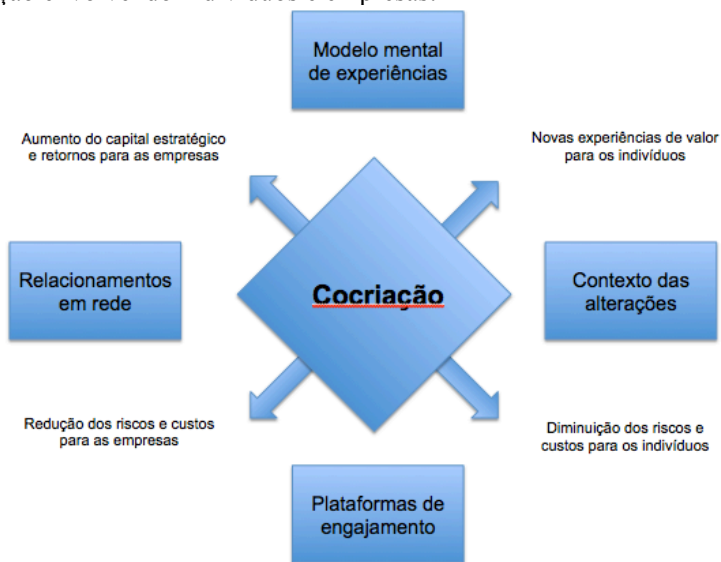 Modelo mental
de experiências
Aumento do capital estratégico
e retornos para as empresas
Novas experiências de valor
para os indivíduos
Relacionamentos
em rede
Cocriação
Contexto das
alterações
Redução dos riscos e custos
para as empresas
Diminuição dos riscos e
custos para os indivíduos
Plataformas de
engajamento